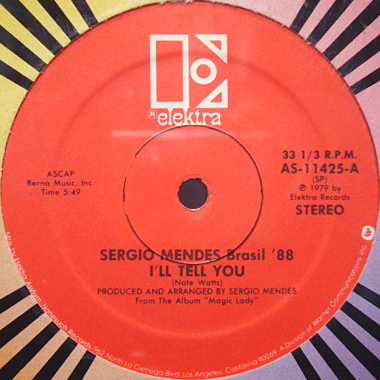 ® elektra
ASCAP
Berna Music, Inc.
Time 5:49
33 1/3 R.P.M.
AS-11425-A
(SP)
℗ 1979 by
Elektra Records
STEREO
SERGIO MENDES Brasil '88
I'LL TELL YOU
(Nate Watts)
PRODUCED AND ARRANGED BY SERGIO MENDES
From The Album "Magic Lady"
Records, 962 North La Cienega Blvd. Los Angeles, California 90069. A Division of Warner Communications, Inc.